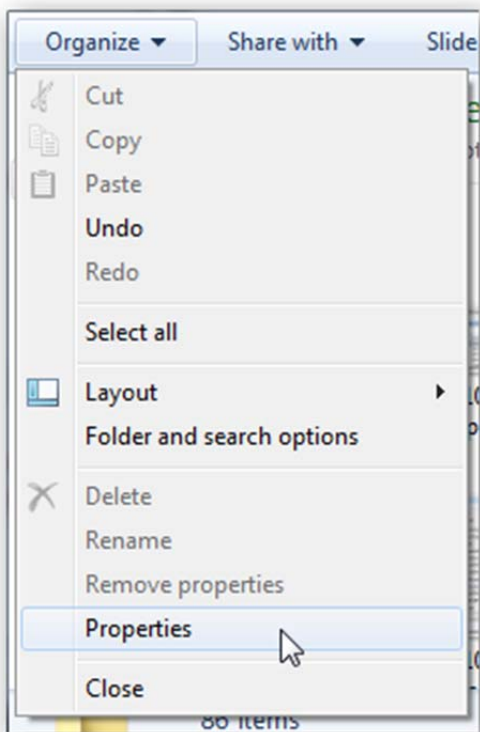 Organize Share with Slide
Cut
Copy
Paste
Undo
Redo
Select all
Layout
Folder and search options
Delete
Rename
Remove properties
Properties
Close
86 items